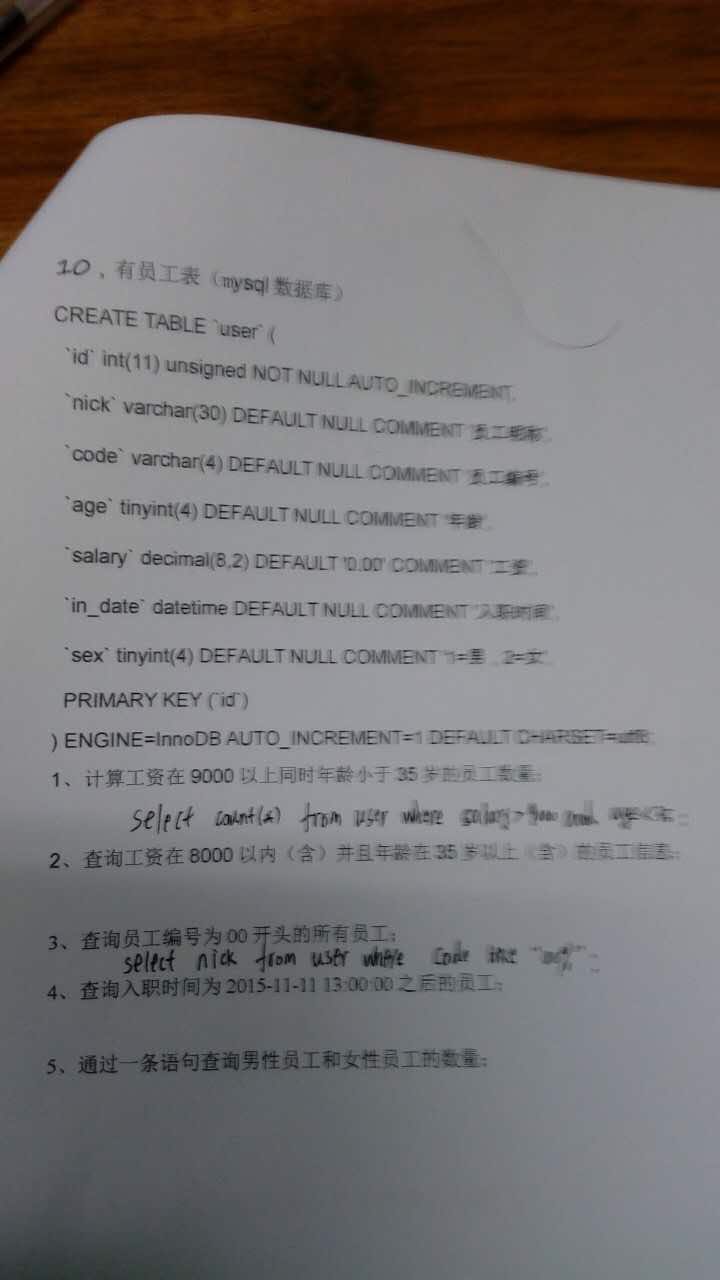 10、有员工表（mysql 数据库）
CREATE TABLE `user` (
`id` int(11) unsigned NOT NULL AUTO_INCREMENT,
`nick` varchar(30) DEFAULT NULL COMMENT '员工昵称',
`code` varchar(4) DEFAULT NULL COMMENT '员工编号',
`age` tinyint(4) DEFAULT NULL COMMENT '年龄',
`salary` decimal(8,2) DEFAULT '0.00' COMMENT '工资',
`in_date` datetime DEFAULT NULL COMMENT '入职时间',
`sex` tinyint(4) DEFAULT NULL COMMENT '1=男，2=女',
PRIMARY KEY (`id`)
) ENGINE=InnoDB AUTO_INCREMENT=1 DEFAULT CHARSET=utf8;
1、计算工资在 9000 以上同时年龄小于 35 岁的员工数量;
select count(*) from user where salary>9000 and age<35;
2、查询工资在 8000 以内（含）并且年龄在 35 岁以上（含）的员工信息;
3、查询员工编号为 00 开头的所有员工;
select nick from user where code like
4、查询入职时间为 2015-11-11 13:00:00 之后的员工;
5、通过一条语句查询男性员工和女性员工的数量;